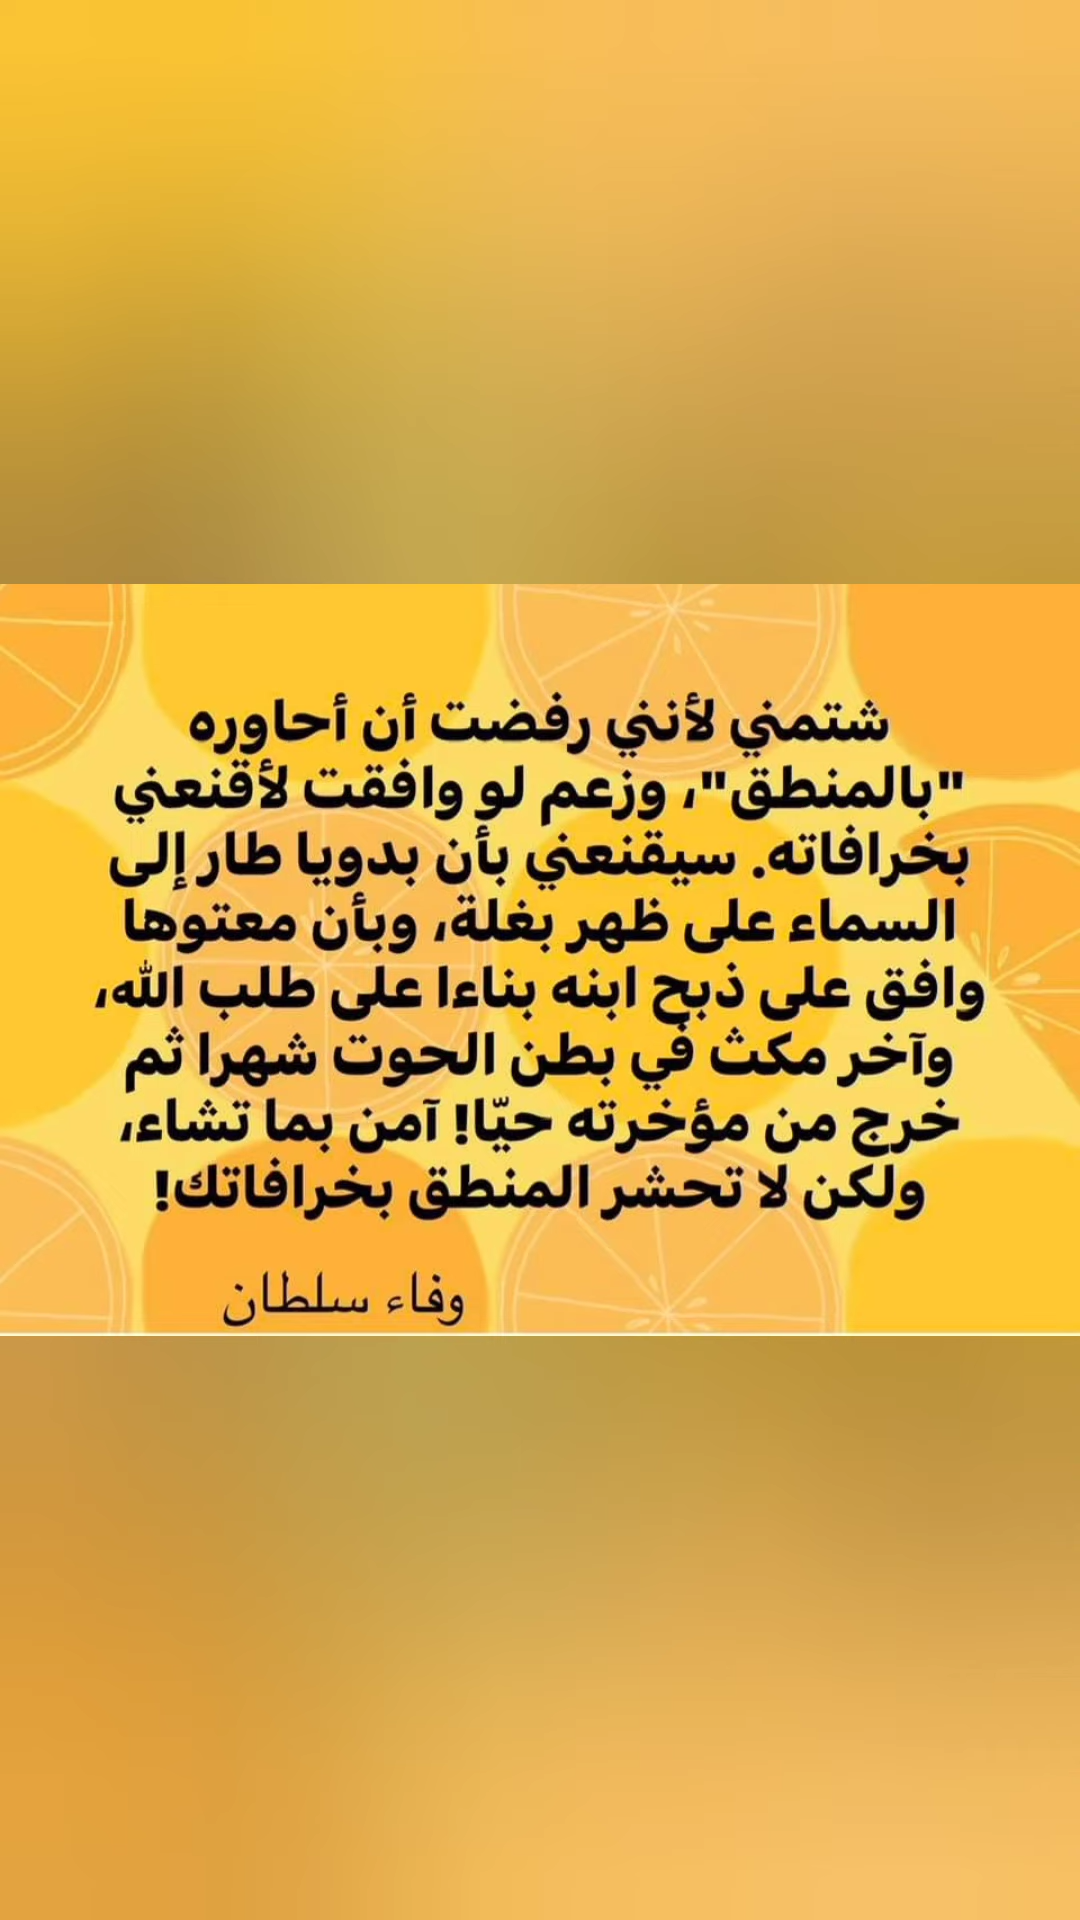 شتمني لأنني رفضت أن أحاوره
"بالمنطق"، وزعم لو وافقت لأقنعني
بخرافاته. سيقنعني بأن بدويا طار إلى
السماء على ظهر بغلة، وبأن معتوها
وافق على ذبح ابنه بناءا على طلب الله،
وآخر مكث في بطن الحوت شهرا ثم
خرج من مؤخرته حيّا! آمن بما تشاء،
ولكن لا تحشر المنطق بخرافاتك!
وفاء سلطان